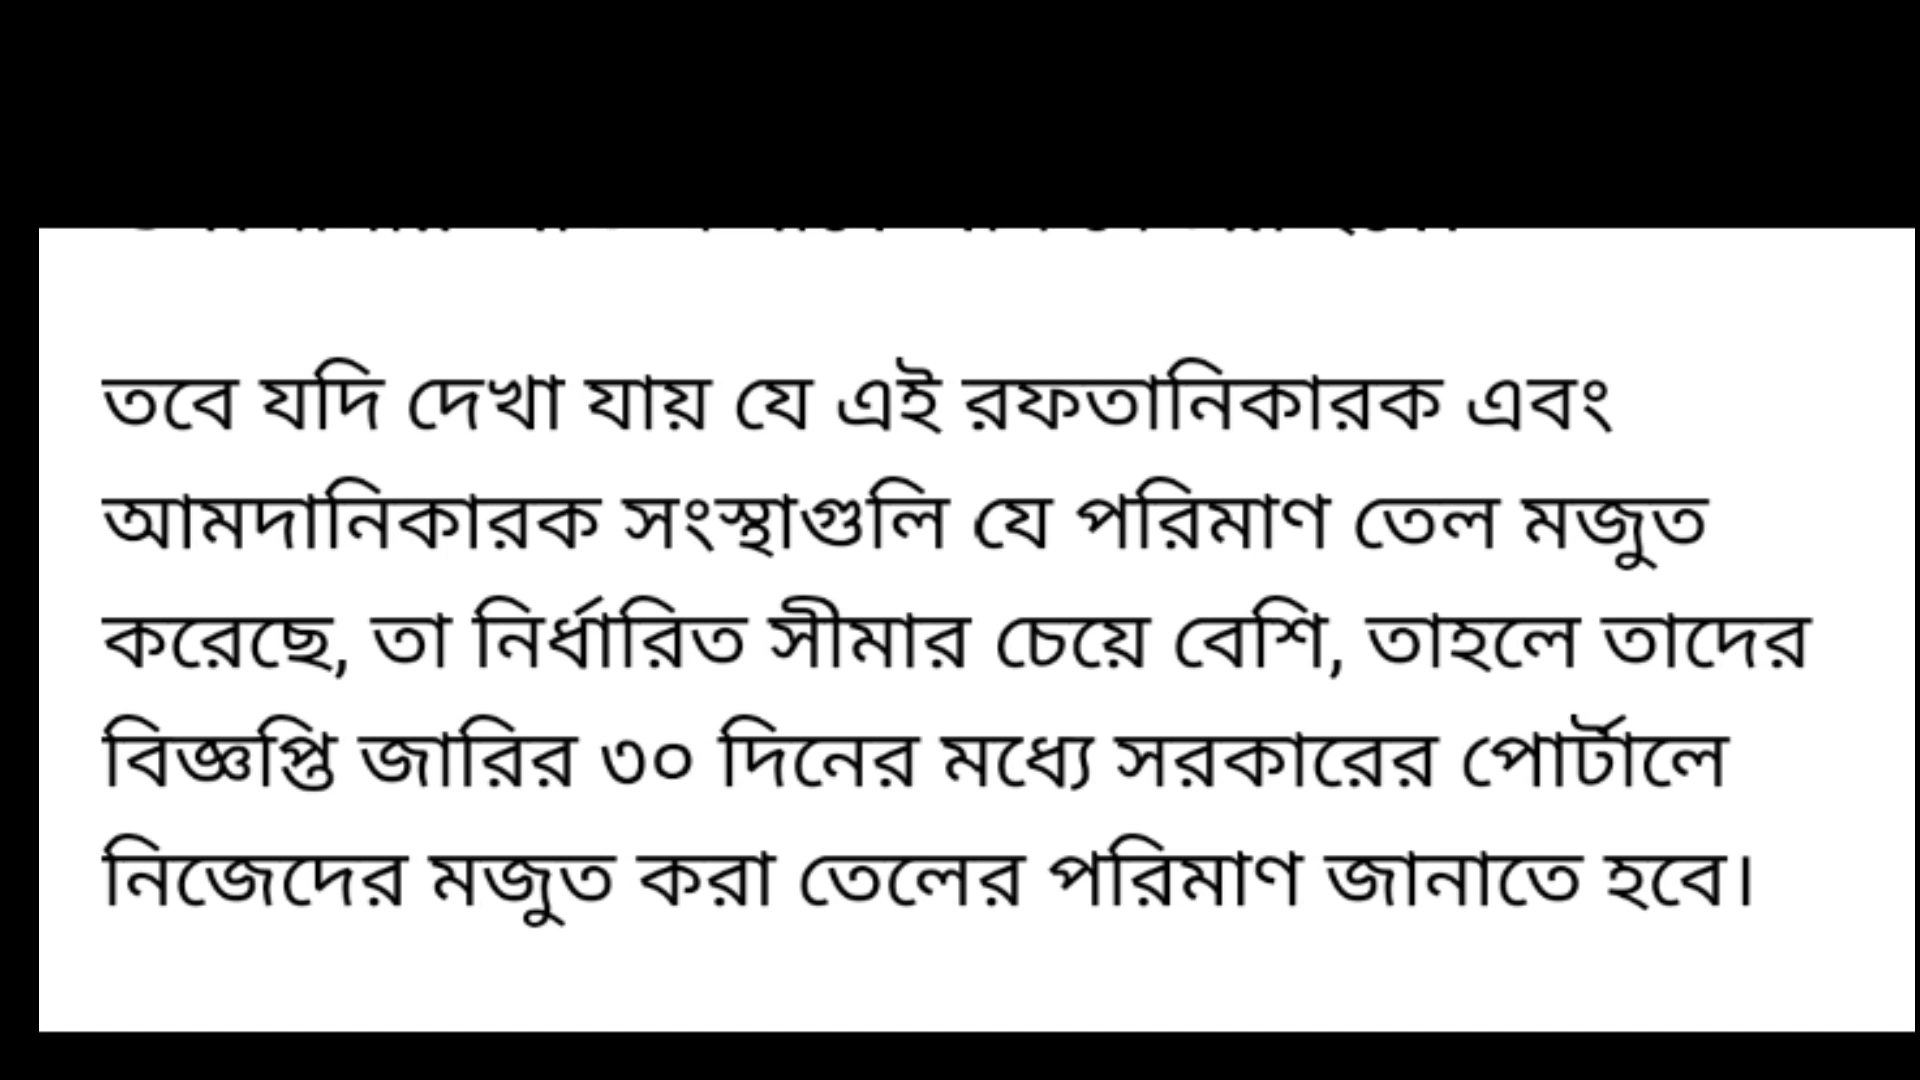 তবে যদি দেখা যায় যে এই রফতানিকারক এবং
আমদানিকারক সংস্থাগুলি যে পরিমাণ তেল মজুত
করেছে, তা নির্ধারিত সীমার চেয়ে বেশি, তাহলে তাদের
বিজ্ঞপ্তি জারির ৩০ দিনের মধ্যে সরকারের পোর্টালে
নিজেদের মজুত করা তেলের পরিমাণ জানাতে হবে।